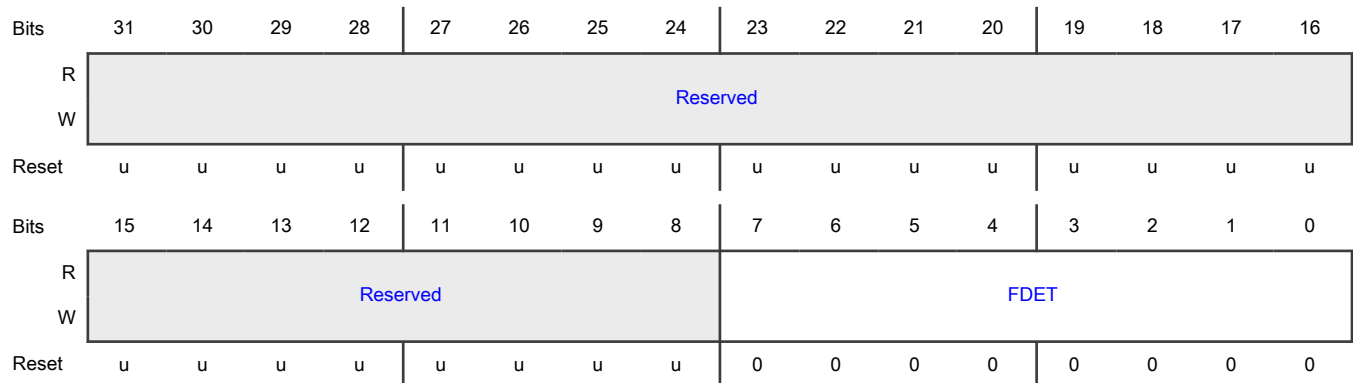 Bits 31 30 29 28 27 26 25 24 23 22 21 20 19 18 17 16
R
Reserved
W
Reset u u u u u u u u u u u u u u u u
Bits 15 14 13 12 11 10 9 8 7 6 5 4 3 2 1 0
R
Reserved FDET
W
Reset u u u u u u u u 0 0 0 0 0 0 0 0